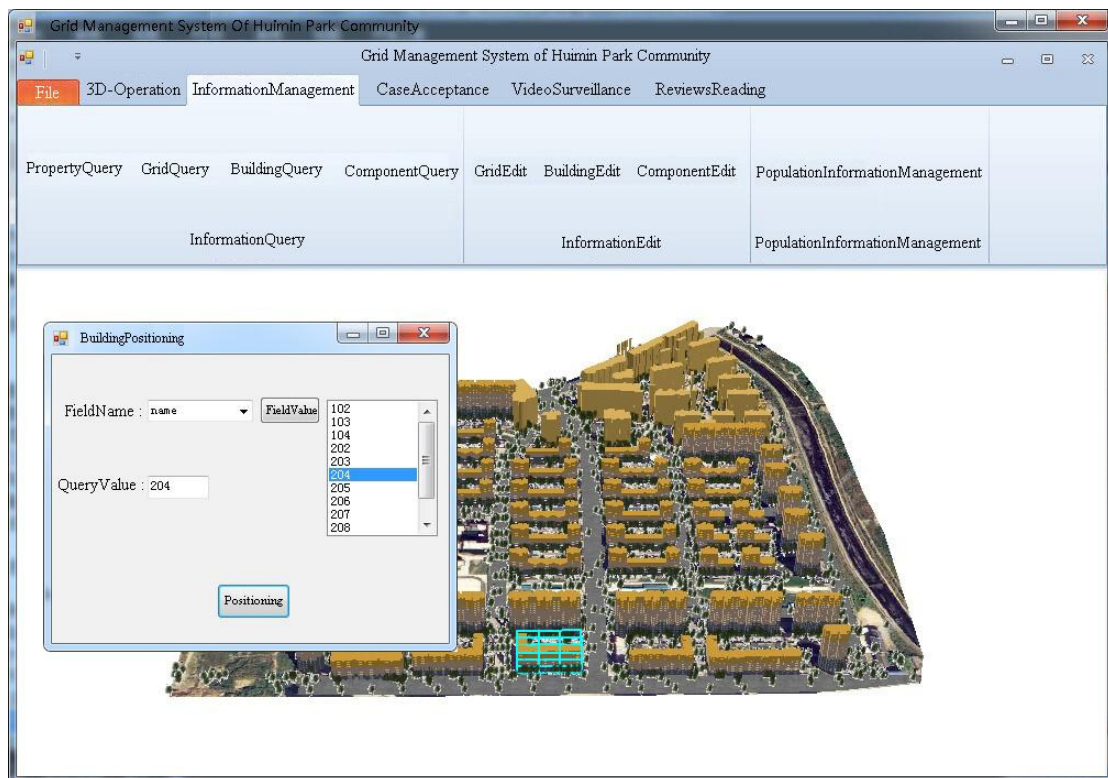 Grid Management System Of Huimin Park Community
Grid Management System of Huimin Park Community
File 3D-Operation InformationManagement CaseAcceptance VideoSurveillance ReviewsReading
PropertyQuery GridQuery BuildingQuery ComponentQuery GridEdit BuildingEdit ComponentEdit PopulationInformationManagement
InformationQuery InformationEdit PopulationInformationManagement
BuildingPositioning
FieldName : name FieldValue
102
103
104
202
203
204
205
206
207
208
QueryValue : 204
Positioning